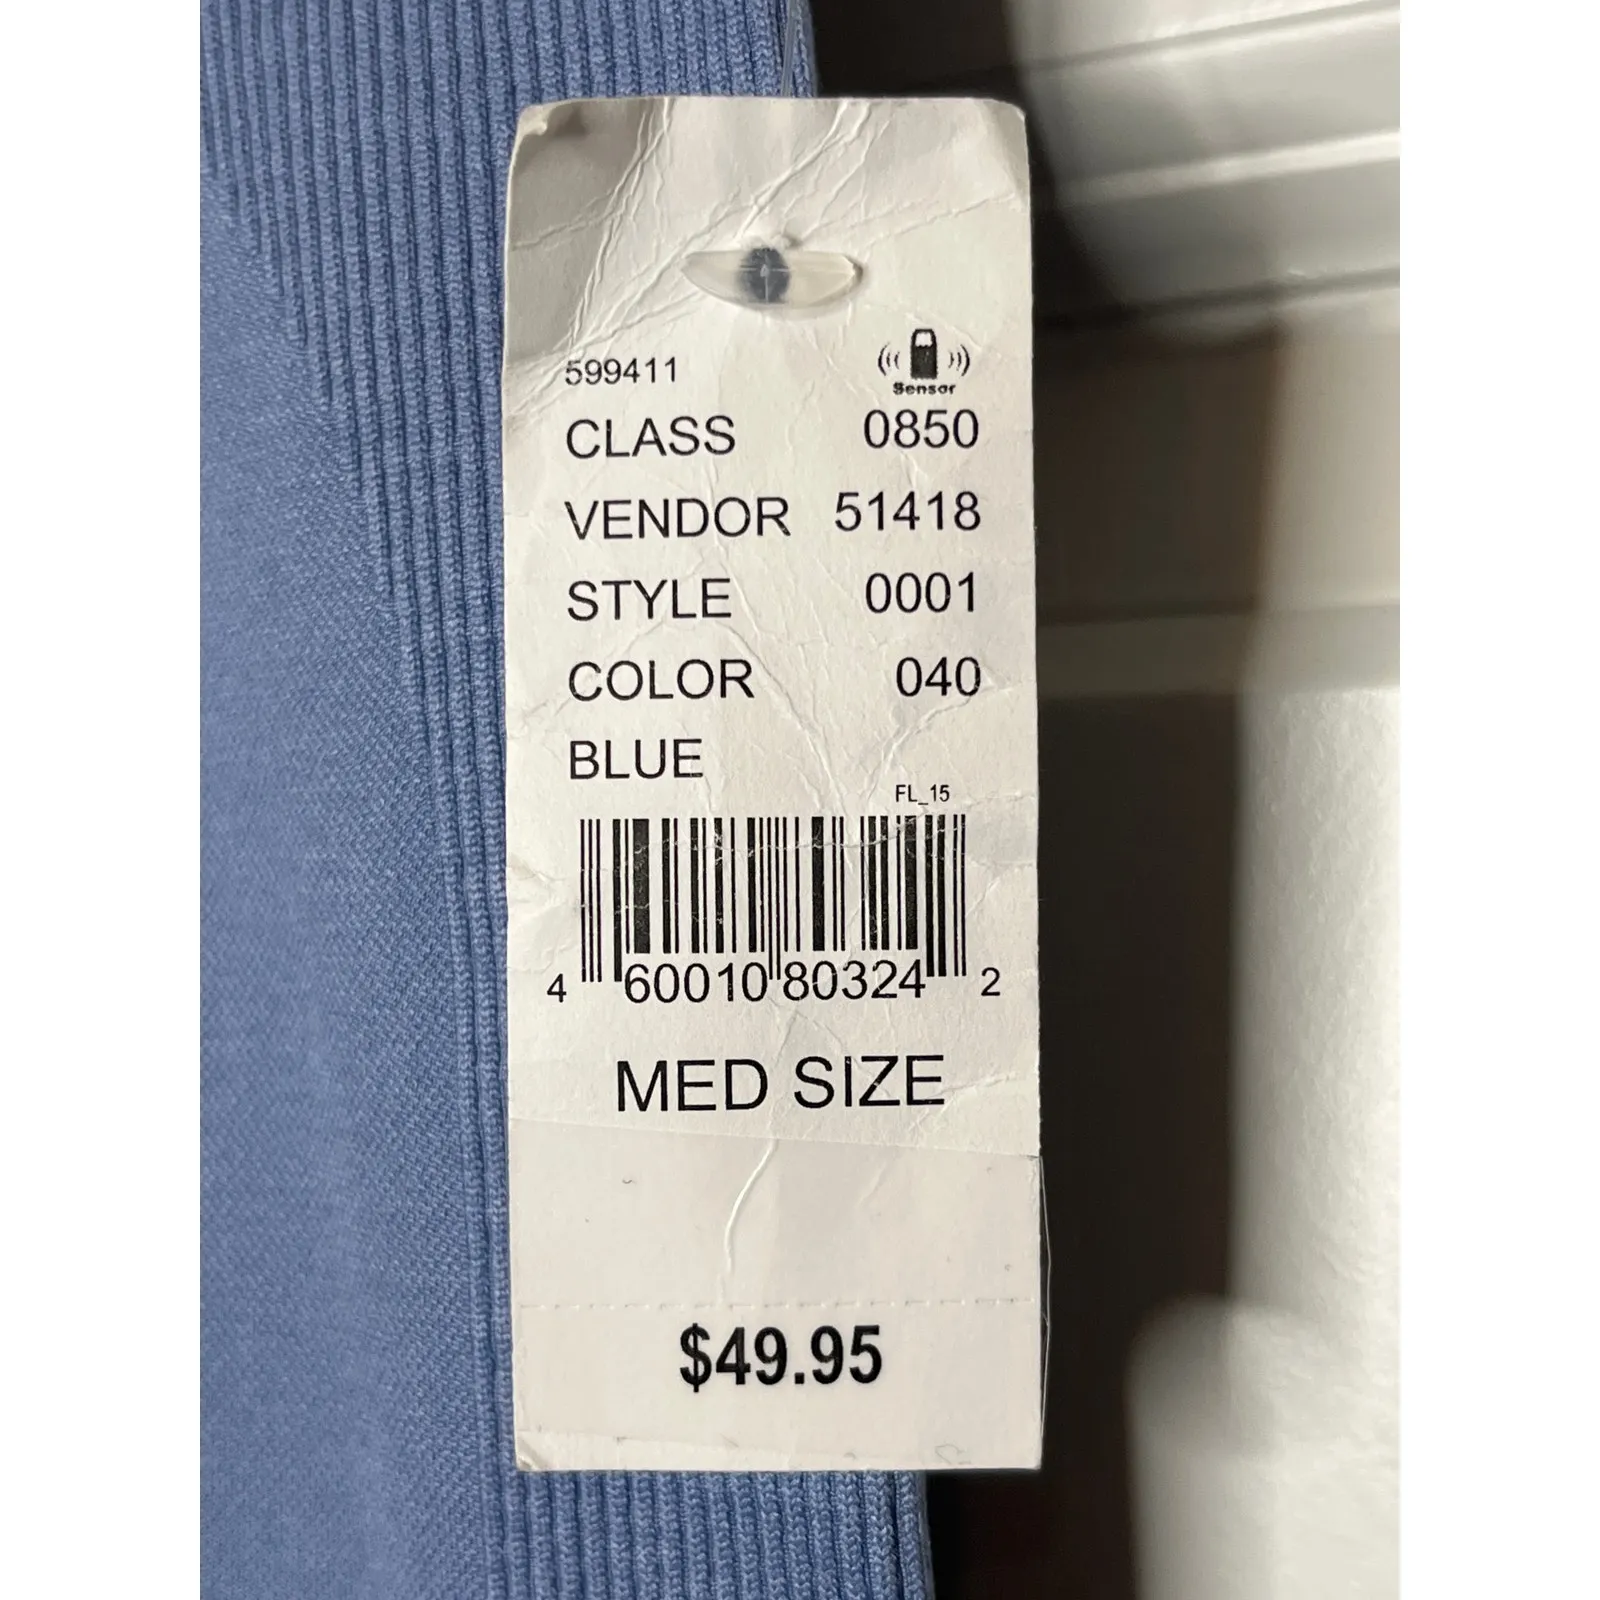 599411
Sensor
CLASS 0850
VENDOR 51418
STYLE 0001
COLOR 040
BLUE
FL_15
4 60010 80324 2
MED SIZE
$49.95